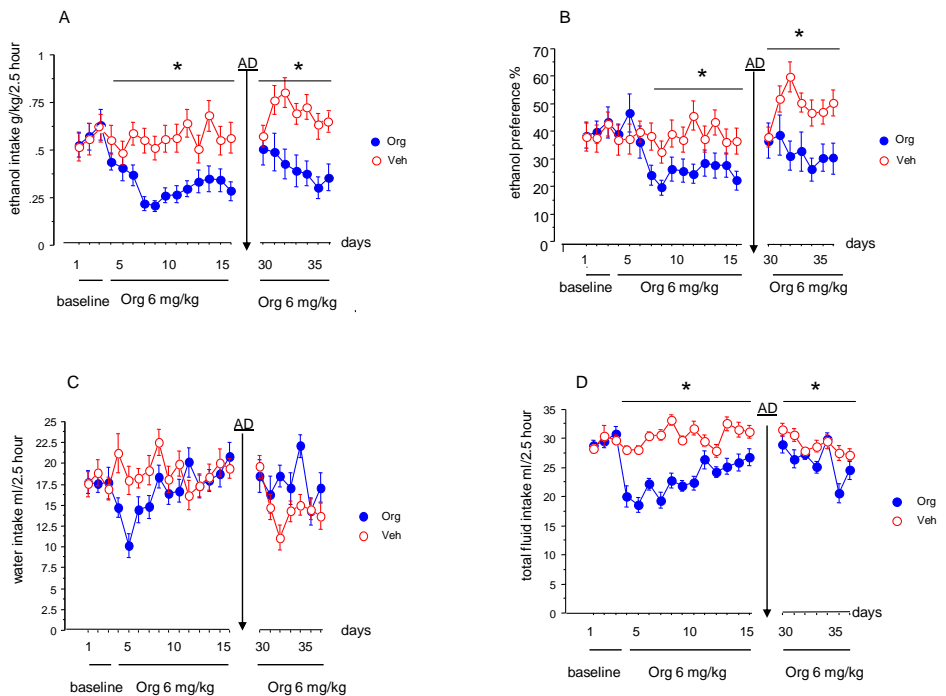 A
ethanol intake g/kg/2.5 hour
1
.75
.5
.25
0
*
AD
*
Org
Veh
days
1 5 10 15 30 35
baseline Org 6 mg/kg Org 6 mg/kg
B
ethanol preference %
70
60
50
40
30
20
10
0
*
AD
*
Org
Veh
days
1 5 10 15 30 35
baseline Org 6 mg/kg Org 6 mg/kg
C
water intake ml/2.5 hour
25
22.5
20
17.5
15
12.5
10
7.5
5
2.5
0
AD
Org
Veh
days
1 5 10 15 30 35
baseline Org 6 mg/kg Org 6 mg/kg
D
total fluid intake ml/2.5 hour
35
30
25
20
15
10
5
0
*
AD
*
Org
Veh
days
1 5 10 15 30 35
baseline Org 6 mg/kg Org 6 mg/kg